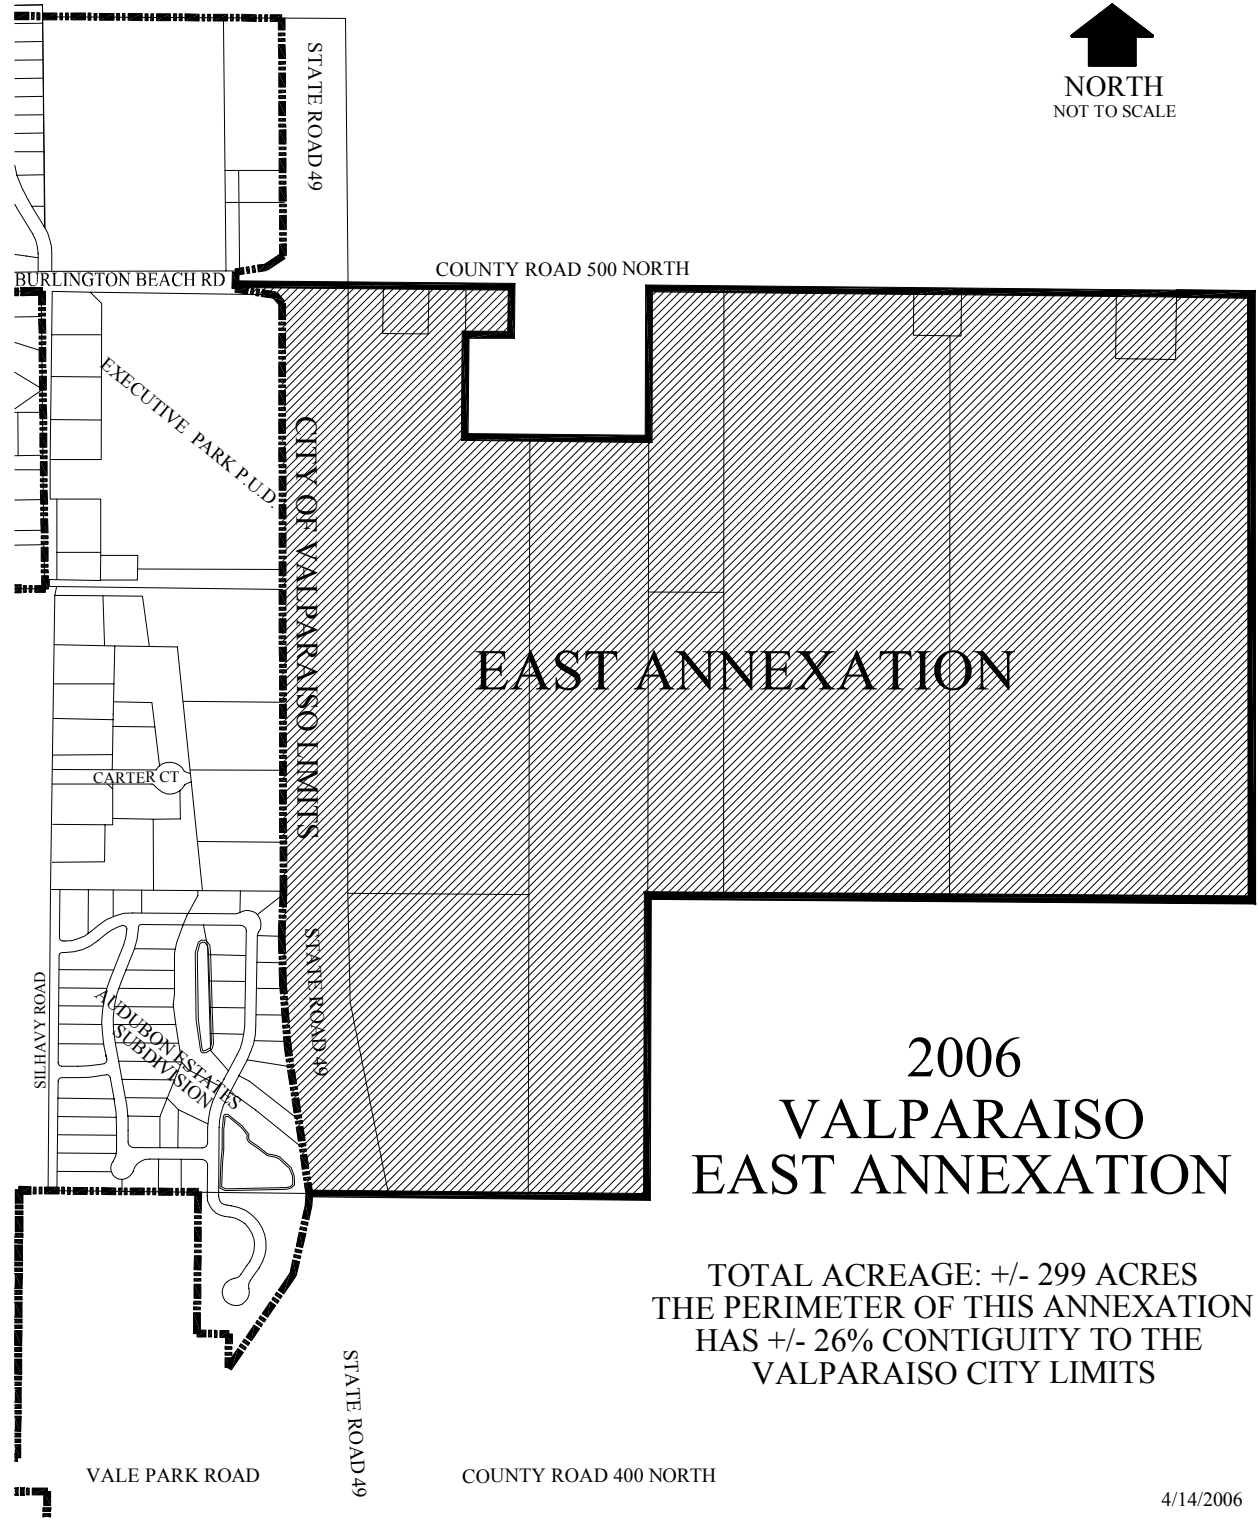 NORTH
NOT TO SCALE
STATE ROAD 49
COUNTY ROAD 500 NORTH
BURLINGTON BEACH RD
EXECUTIVE PARK P.U.D.
CITY OF VALPARAISO LIMITS
EAST ANNEXATION
CARTER CT
STATE ROAD 49
SILHAVY ROAD
AUDUBON ESTATES
SUBDIVISION
2006
VALPARAISO
EAST ANNEXATION
TOTAL ACREAGE: +/- 299 ACRES
THE PERIMETER OF THIS ANNEXATION
HAS +/- 26% CONTIGUITY TO THE
VALPARAISO CITY LIMITS
STATE ROAD 49
VALE PARK ROAD
COUNTY ROAD 400 NORTH
4/14/2006